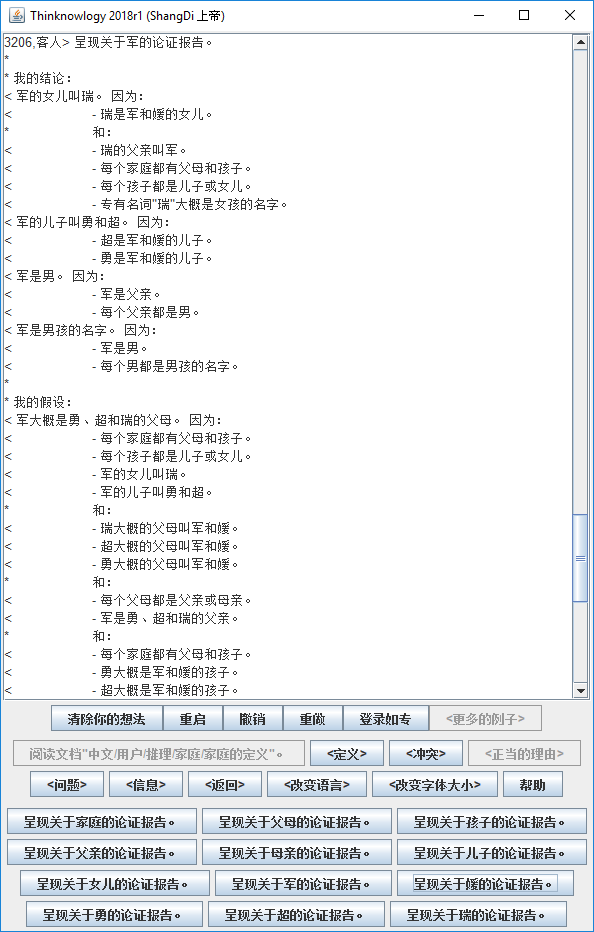 Thinknowlogy 2018r1 (ShangDi 上帝)
3206,客人> 呈现关于军的论证报告。
*
* 我的结论:
< 军的女儿叫瑞。 因为:
< - 瑞是军和媛的女儿。
* 和:
< - 瑞的父亲叫军。
< - 每个家庭都有父母和孩子。
< - 每个孩子都是儿子或女儿。
< - 专有名词"瑞"大概是女孩的名字。
< 军的儿子叫勇和超。 因为:
< - 超是军和媛的儿子。
< - 勇是军和媛的儿子。
< 军是男。 因为:
< - 军是父亲。
< - 每个父亲都是男。
< 军是男孩的名字。 因为:
< - 军是男。
< - 每个男都是男孩的名字。
*
* 我的假设:
< 军大概是勇、超和瑞的父母。 因为:
< - 每个家庭都有父母和孩子。
< - 每个孩子都是儿子或女儿。
< - 军的女儿叫瑞。
< - 军的儿子叫勇和超。
* 和:
< - 瑞大概的父母叫军和媛。
< - 超大概的父母叫军和媛。
< - 勇大概的父母叫军和媛。
* 和:
< - 每个父母都是父亲或母亲。
< - 军是勇、超和瑞的父亲。
* 和:
< - 每个家庭都有父母和孩子。
< - 勇大概是军和媛的孩子。
< - 超大概是军和媛的孩子。
清除你的想法 重启 撤销 重做 登录如专 <更多的例子>
阅读文档"中文/用户/推理/家庭/家庭的定义"。 <定义> <冲突> <正当的理由>
<问题> <信息> <返回> <改变语言> <改变字体大小> 帮助
呈现关于家庭的论证报告。 呈现关于父母的论证报告。 呈现关于孩子的论证报告。
呈现关于父亲的论证报告。 呈现关于母亲的论证报告。 呈现关于儿子的论证报告。
呈现关于女儿的论证报告。 呈现关于军的论证报告。 呈现关于媛的论证报告。
呈现关于勇的论证报告。 呈现关于超的论证报告。 呈现关于瑞的论证报告。